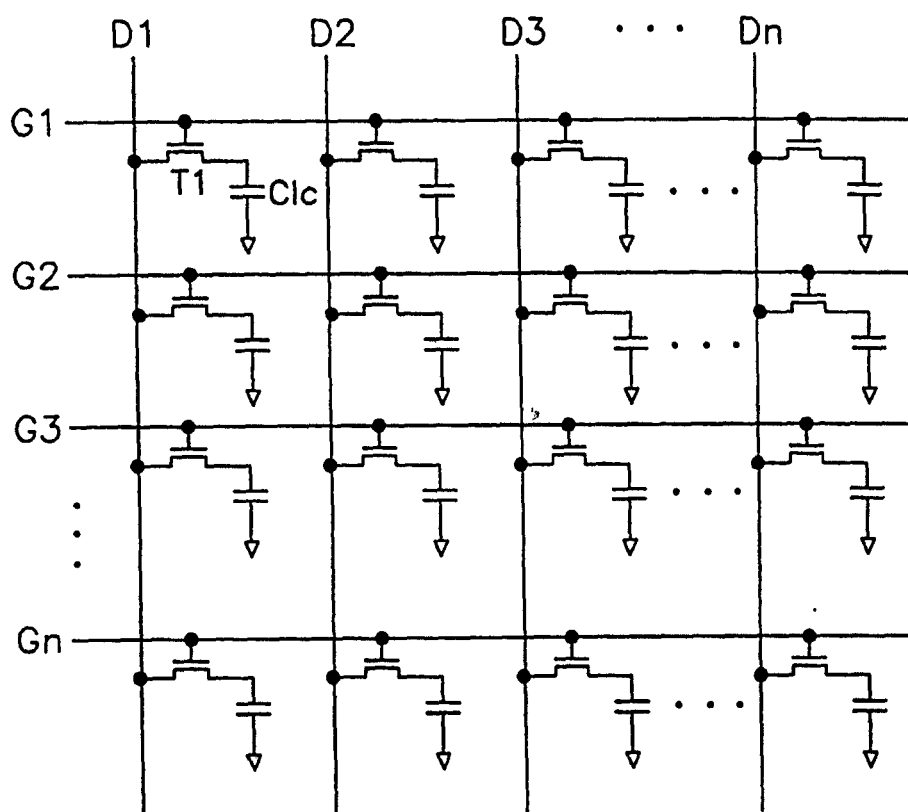 D1 D2 D3 . . . Dn
G1
T1 Clc . . .
G2
. . .
G3
. . .
Gn
. . .